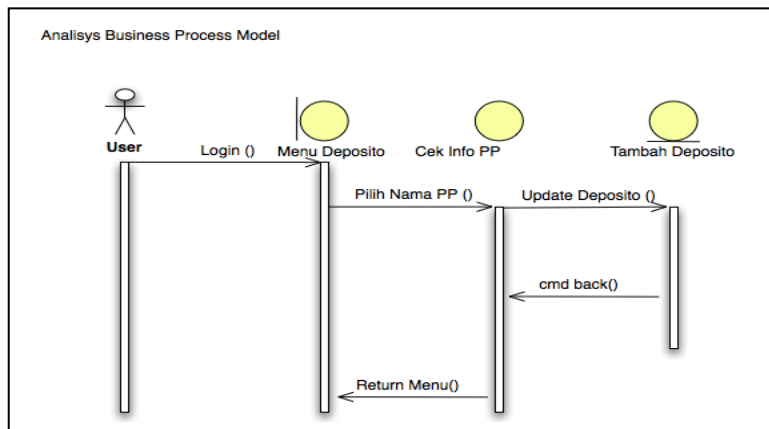 Analisys Business Process Model
User
Menu Deposito
Cek Info PP
Tambah Deposito
Login ()
Pilih Nama PP ()
Update Deposito ()
cmd back()
Return Menu()